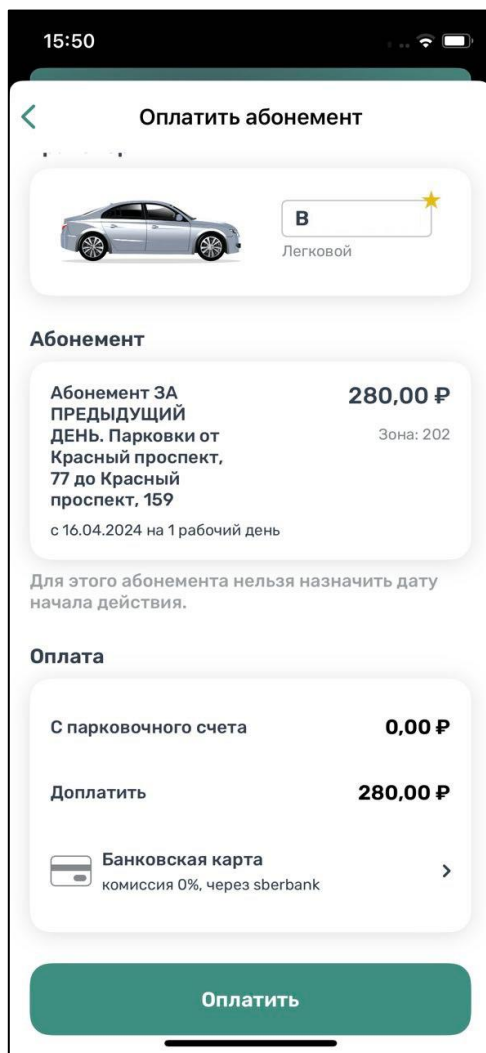 15:50
Оплатить абонемент
В
Легковой
Абонемент
Абонемент ЗА
ПРЕДЫДУЩИЙ
ДЕНЬ. Парковки от
Красный проспект,
77 до Красный
проспект, 159
с 16.04.2024 на 1 рабочий день
280,00 ₽
Зона: 202
Для этого абонемента нельзя назначить дату
начала действия.
Оплата
С парковочного счета
0,00 ₽
Доплатить
280,00 ₽
Банковская карта
комиссия 0%, через sberbank
Оплатить